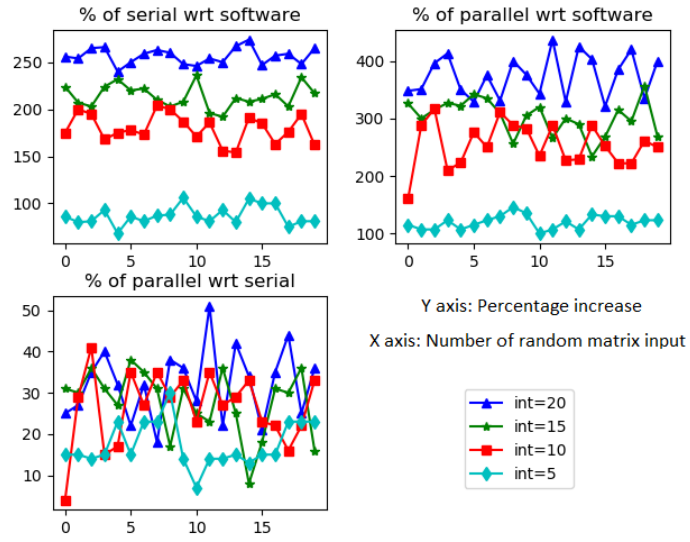 % of serial wrt software
250
200
150
100
0
5
10
15
% of parallel wrt software
400
300
200
100
0
5
10
15
% of parallel wrt serial
50
40
30
20
10
0
5
10
15
Y axis: Percentage increase
X axis: Number of random matrix input
int=20
int=15
int=10
int=5